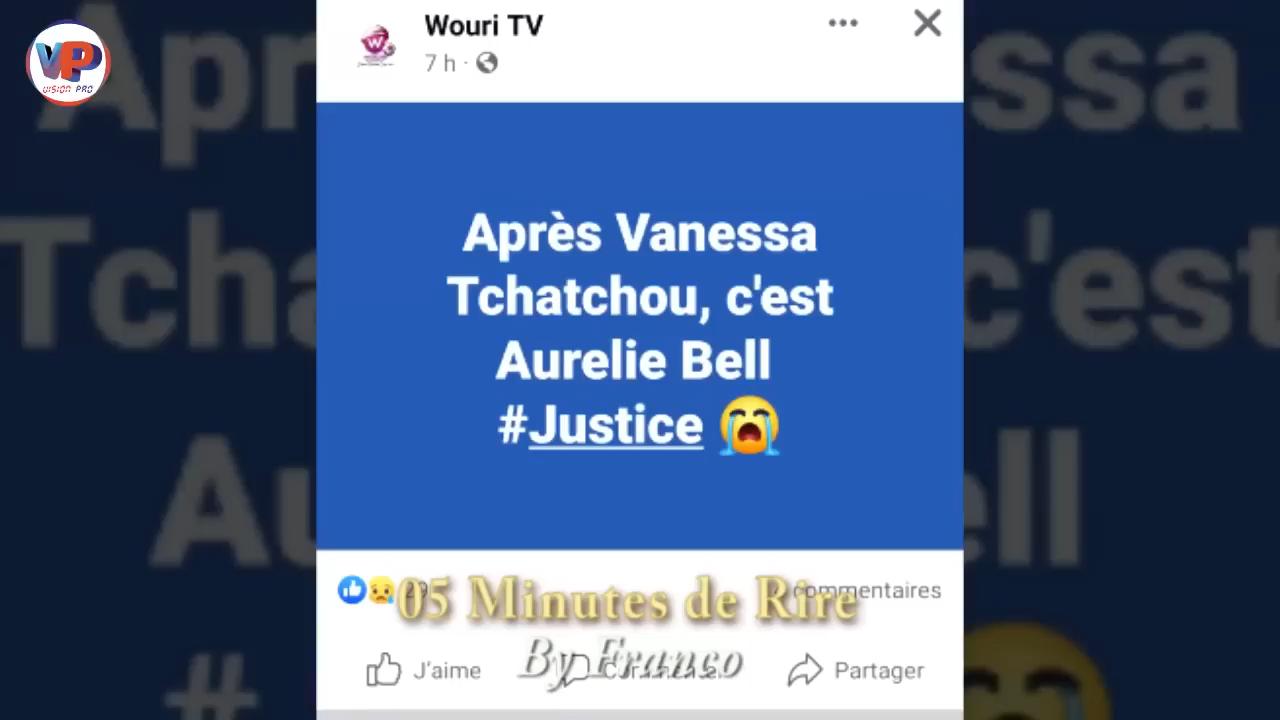 VP
VISION PRO
Wouri TV
7 h ·
Après Vanessa
Tchatchou, c'est
Aurelie Bell
#Justice 😭
commentaires
05 Minutes de Rire
By Franco
J'aime
Partager